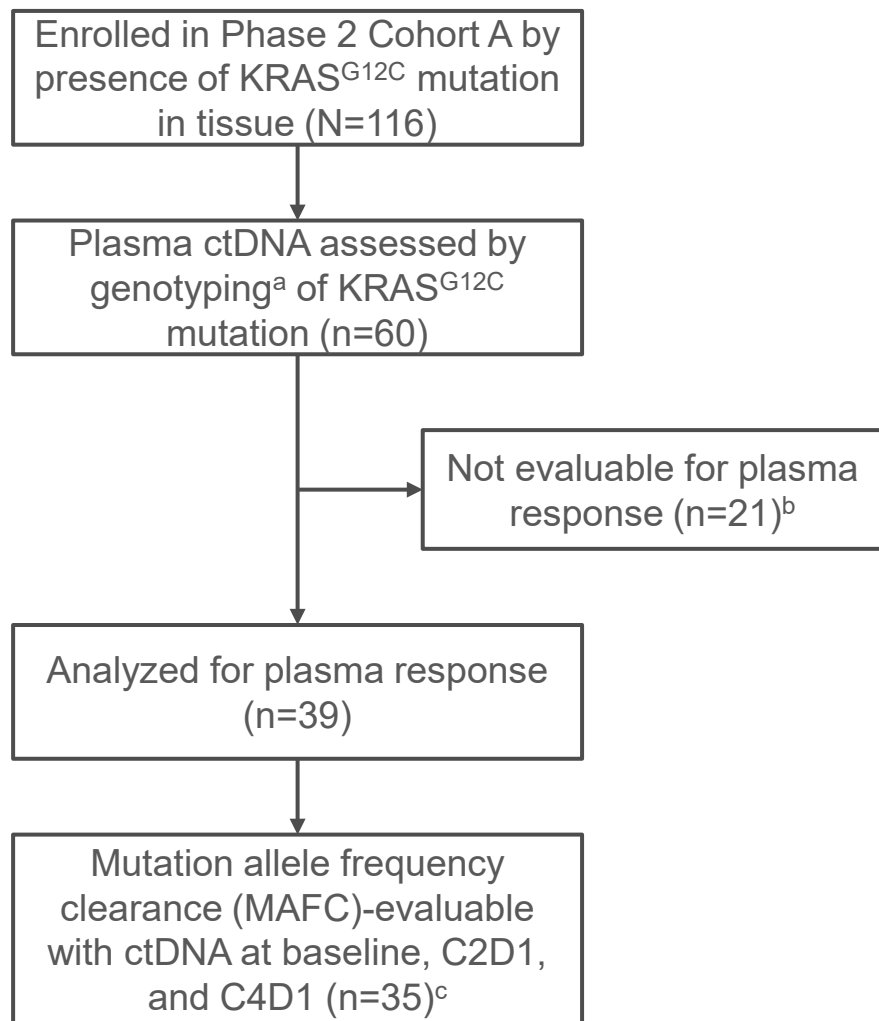 Enrolled in Phase 2 Cohort A by
presence of KRASᴳ¹²ᶜ mutation
in tissue (N=116)
Plasma ctDNA assessed by
genotypingᵃ of KRASᴳ¹²ᶜ
mutation (n=60)
Not evaluable for plasma
response (n=21)ᵇ
Analyzed for plasma response
(n=39)
Mutation allele frequency
clearance (MAFC)-evaluable
with ctDNA at baseline, C2D1,
and C4D1 (n=35)ᶜ